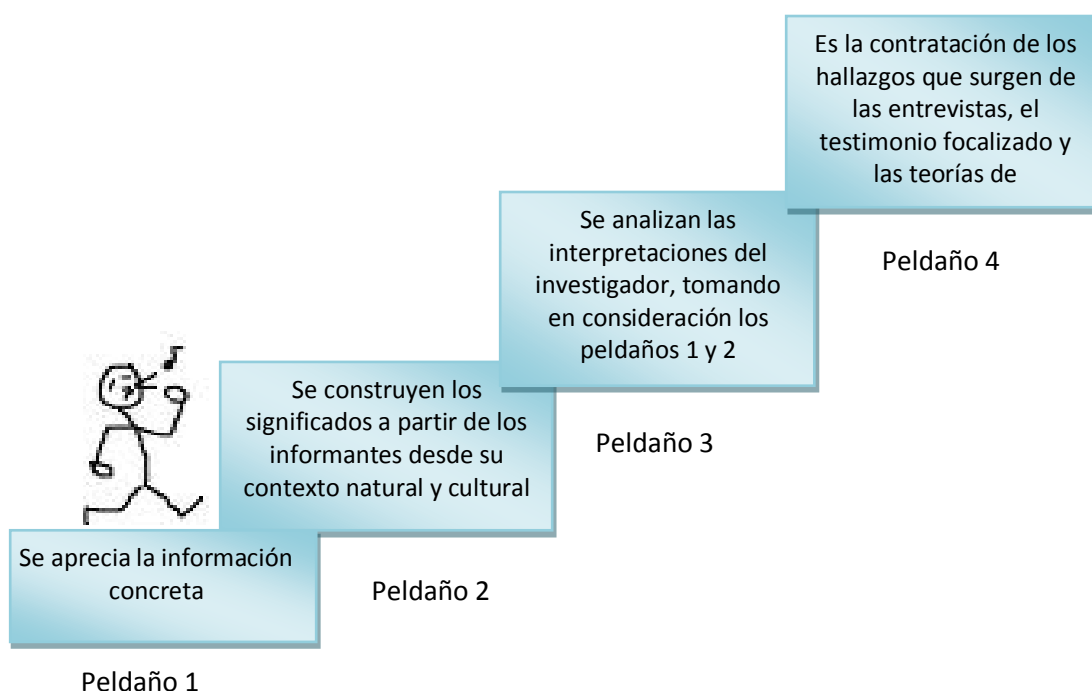 Es la contratación de los
hallazgos que surgen de
las entrevistas, el
testimonio focalizado y
las teorías de
Peldaño 4
Se analizan las
interpretaciones del
investigador, tomando
en consideración los
peldaños 1 y 2
Peldaño 3
Se construyen los
significados a partir de los
informantes desde su
contexto natural y cultural
Peldaño 2
Se aprecia la información
concreta
Peldaño 1